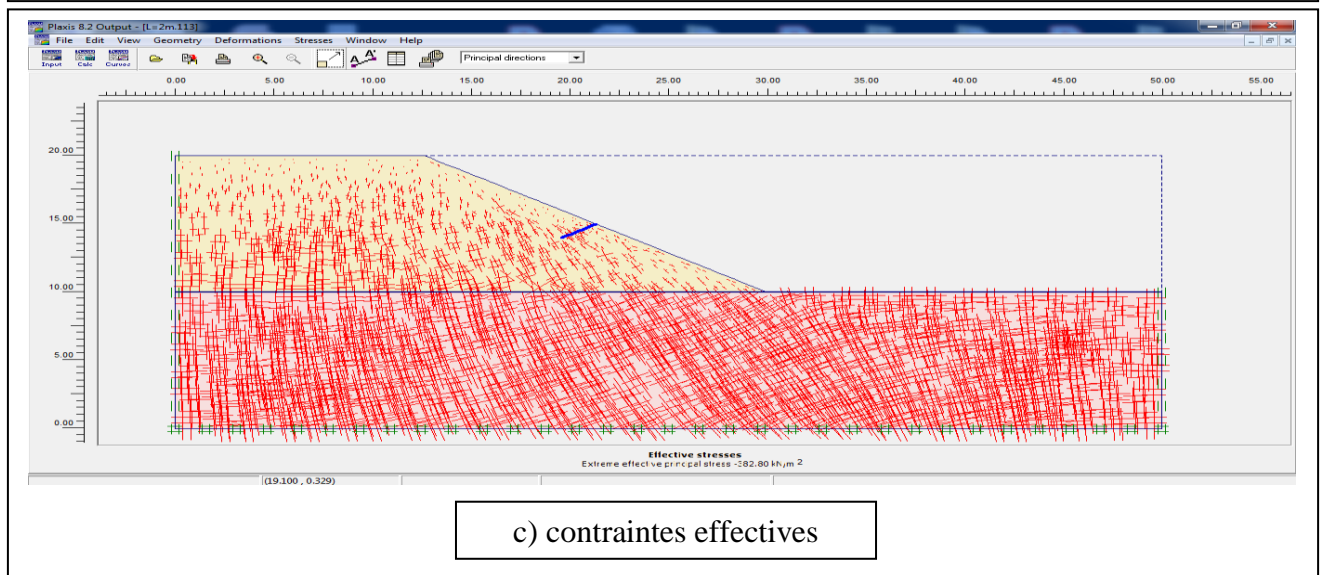 Plaxis 8.2 Output - [L=2m.113]
File Edit View Geometry Deformations Stresses Window Help
Input Calc Curves Principal directions
0.00 5.00 10.00 15.00 20.00 25.00 30.00 35.00 40.00 45.00 50.00 55.00
20.00
15.00
10.00
5.00
0.00
Effective stresses
Extreme effective principal stress -382.80 kN/m 2
(19.100 , 0.329)
c) contraintes effectives